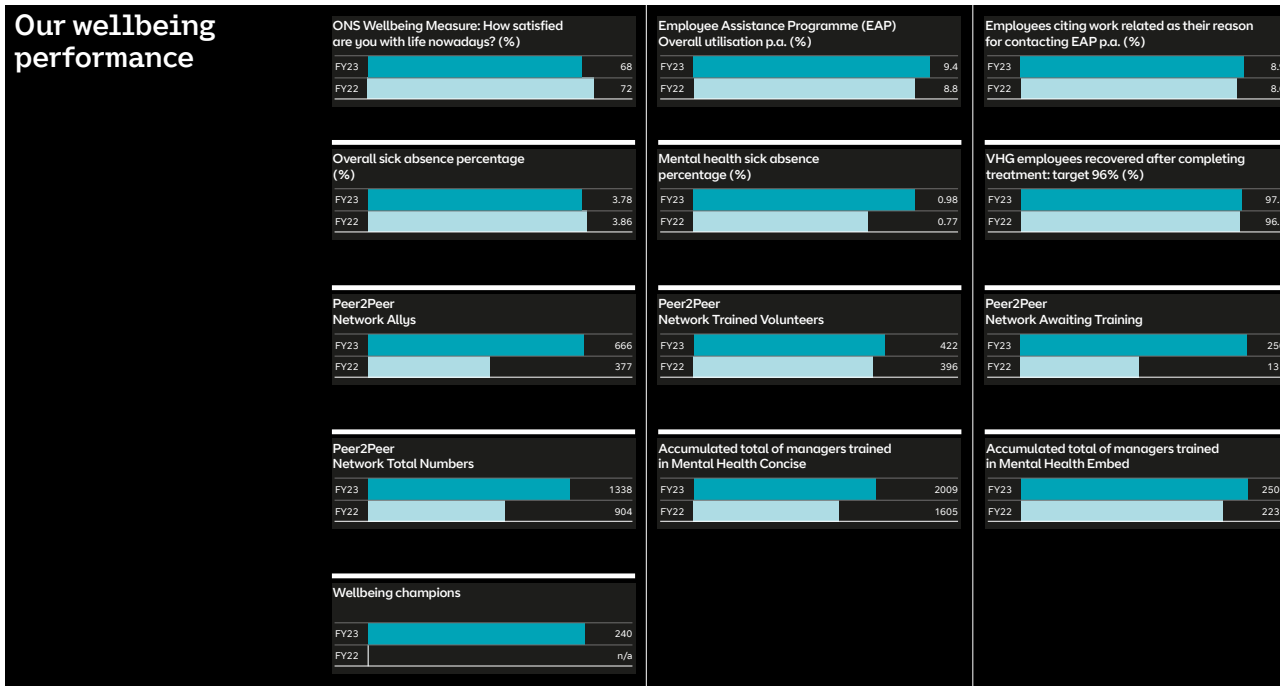 Our wellbeing
performance
ONS Wellbeing Measure: How satisfied
are you with life nowadays? (%)
FY23 68
FY22 72
Employee Assistance Programme (EAP)
Overall utilisation p.a. (%)
FY23 9.4
FY22 8.8
Employees citing work related as their reason
for contacting EAP p.a. (%)
FY23
FY22
Overall sick absence percentage
(%)
FY23 3.78
FY22 3.86
Mental health sick absence
percentage (%)
FY23 0.98
FY22 0.77
VHG employees recovered after completing
treatment: target 96% (%)
FY23 97.
FY22 96.
Peer2Peer
Network Allys
FY23 666
FY22 377
Peer2Peer
Network Trained Volunteers
FY23 422
FY22 396
Peer2Peer
Network Awaiting Training
FY23 250
FY22 13
Peer2Peer
Network Total Numbers
FY23 1338
FY22 904
Accumulated total of managers trained
in Mental Health Concise
FY23 2009
FY22 1605
Accumulated total of managers trained
in Mental Health Embed
FY23 250
FY22 223
Wellbeing champions
FY23 240
FY22 n/a